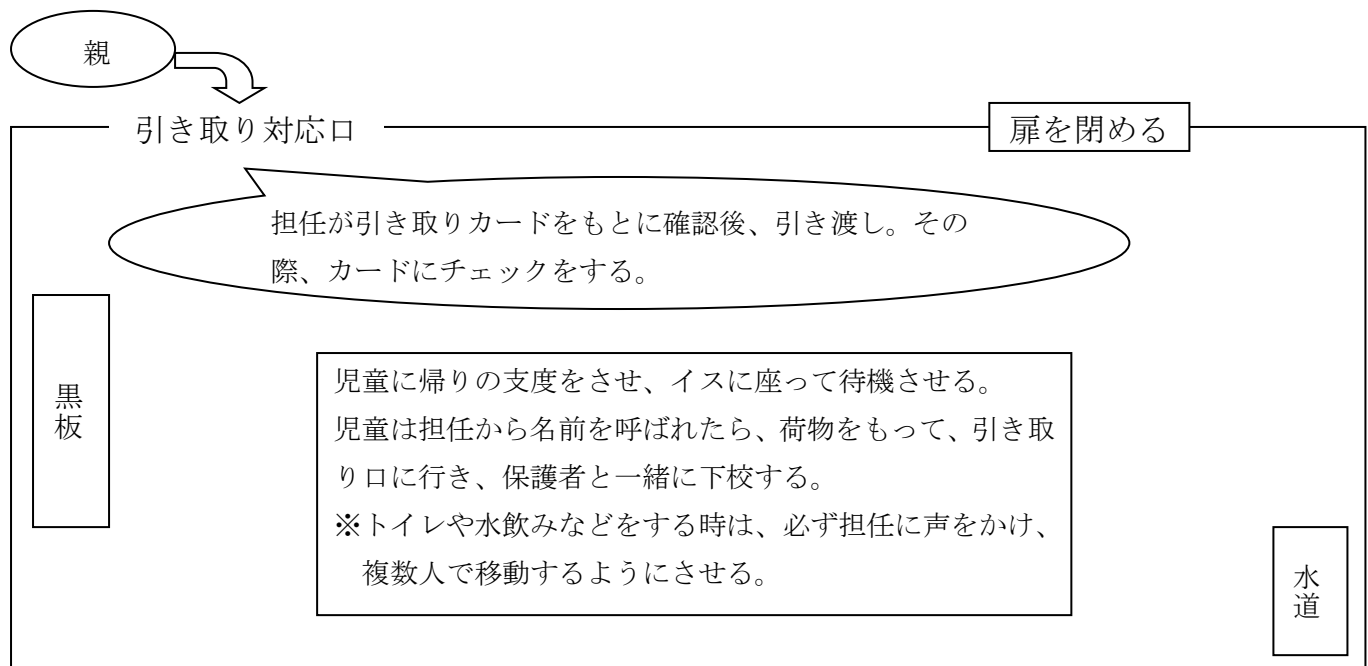 親
引き取り対応口
扉を閉める
担任が引き取りカードをもとに確認後、引き渡し。その
際、カードにチェックをする。
黒板
児童に帰りの支度をさせ、イスに座って待機させる。
児童は担任から名前を呼ばれたら、荷物をもって、引き取
り口に行き、保護者と一緒に下校する。
※トイレや水飲みなどをする時は、必ず担任に声をかけ、
複数人で移動するようにさせる。
水道